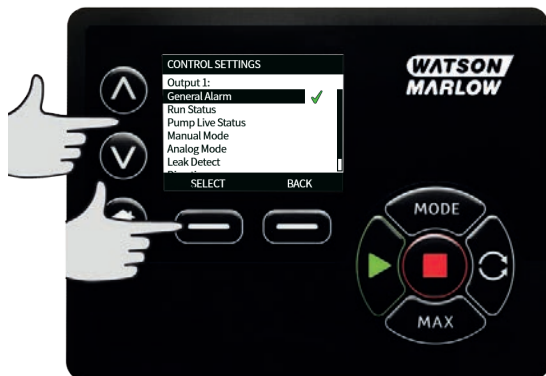 CONTROL SETTINGS
Output 1:
General Alarm
Run Status
Pump Live Status
Manual Mode
Analog Mode
Leak Detect
SELECT BACK
WATSON
MARLOW
MODE
MAX